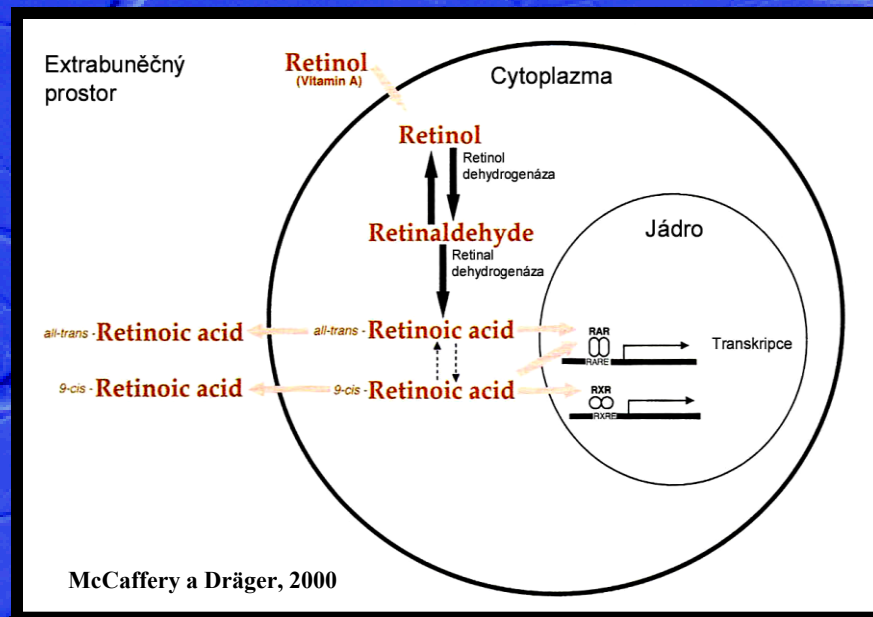 Extrabuněčný
prostor
Retinol
(Vitamin A)
Cytoplazma
Retinol
Retinol
dehydrogenáza
Retinaldehyde
Retinal
dehydrogenáza
Jádro
all-trans - Retinoic acid
all-trans - Retinoic acid
RAR
RARE
Transkripce
9-cis - Retinoic acid
9-cis - Retinoic acid
RXR
RXRE
McCaffery a Dräger, 2000